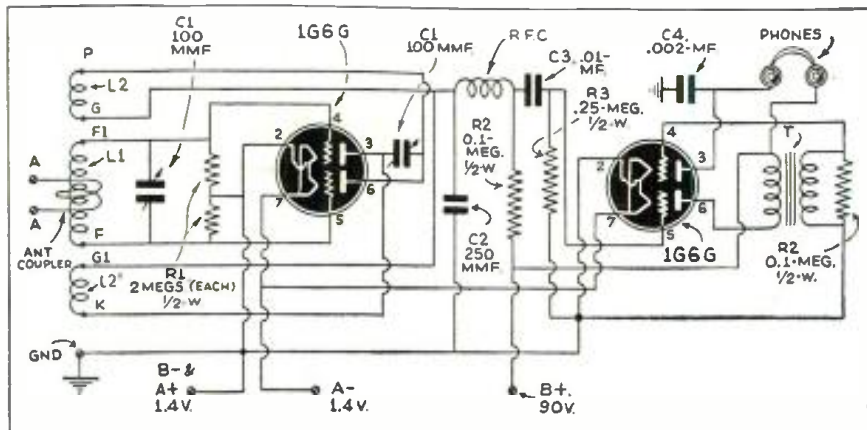 P
L2
G
F1
L1
A
A
F
ANT
COUPLER
G1
L2
K
GND
C1
100
MMF
R1
2 MEGS (EACH)
1/2-W
B- &
A+
1.4V.
A-
1.4V.
B+
90V.
1G6G
2
7
4
3
6
5
C1
100 MMF.
R.F.C
C2
250
MMF
C3, .01-
MF.
R2
0.1-
MEG.
1/2-W
R3
.25-MEG.
1/2-W.
C4.
.002-MF.
PHONES
2
7
4
3
6
5
1G6G
T
R2
0.1-MEG.
1/2-W.